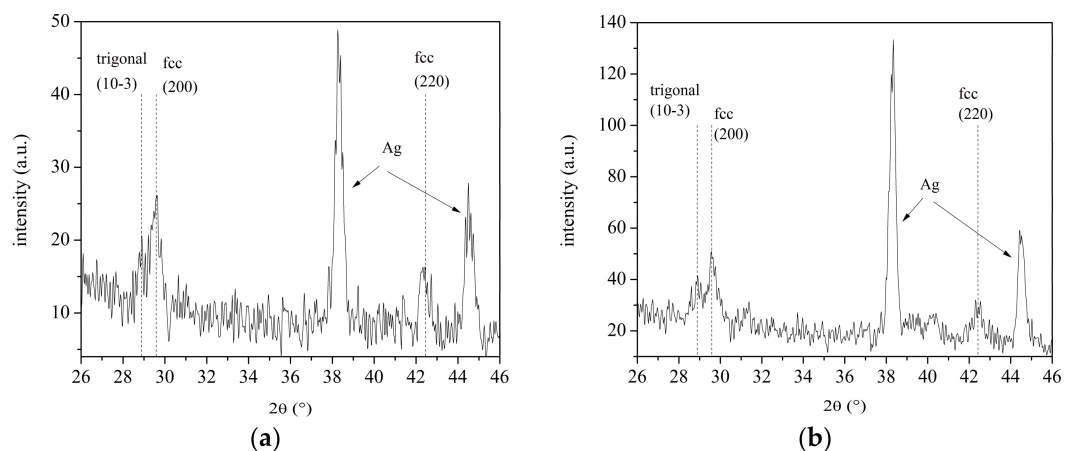 50
40
30
20
10
intensity (a.u.)
trigonal
(10-3)
fcc
(200)
fcc
(220)
Ag
26 28 30 32 34 36 38 40 42 44 46
2θ (°)
(a)
140
120
100
80
60
40
20
intensity (a.u.)
trigonal
(10-3)
fcc
(200)
fcc
(220)
Ag
26 28 30 32 34 36 38 40 42 44 46
2θ (°)
(b)